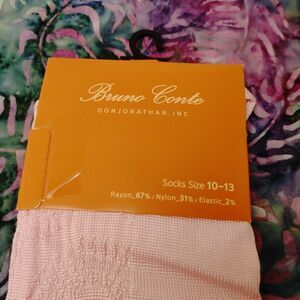 Bruno Conte
DONJONATHAN.INC
Socks Size 10~13
Rayon_67% / Nylon_31% / Elastic_2%